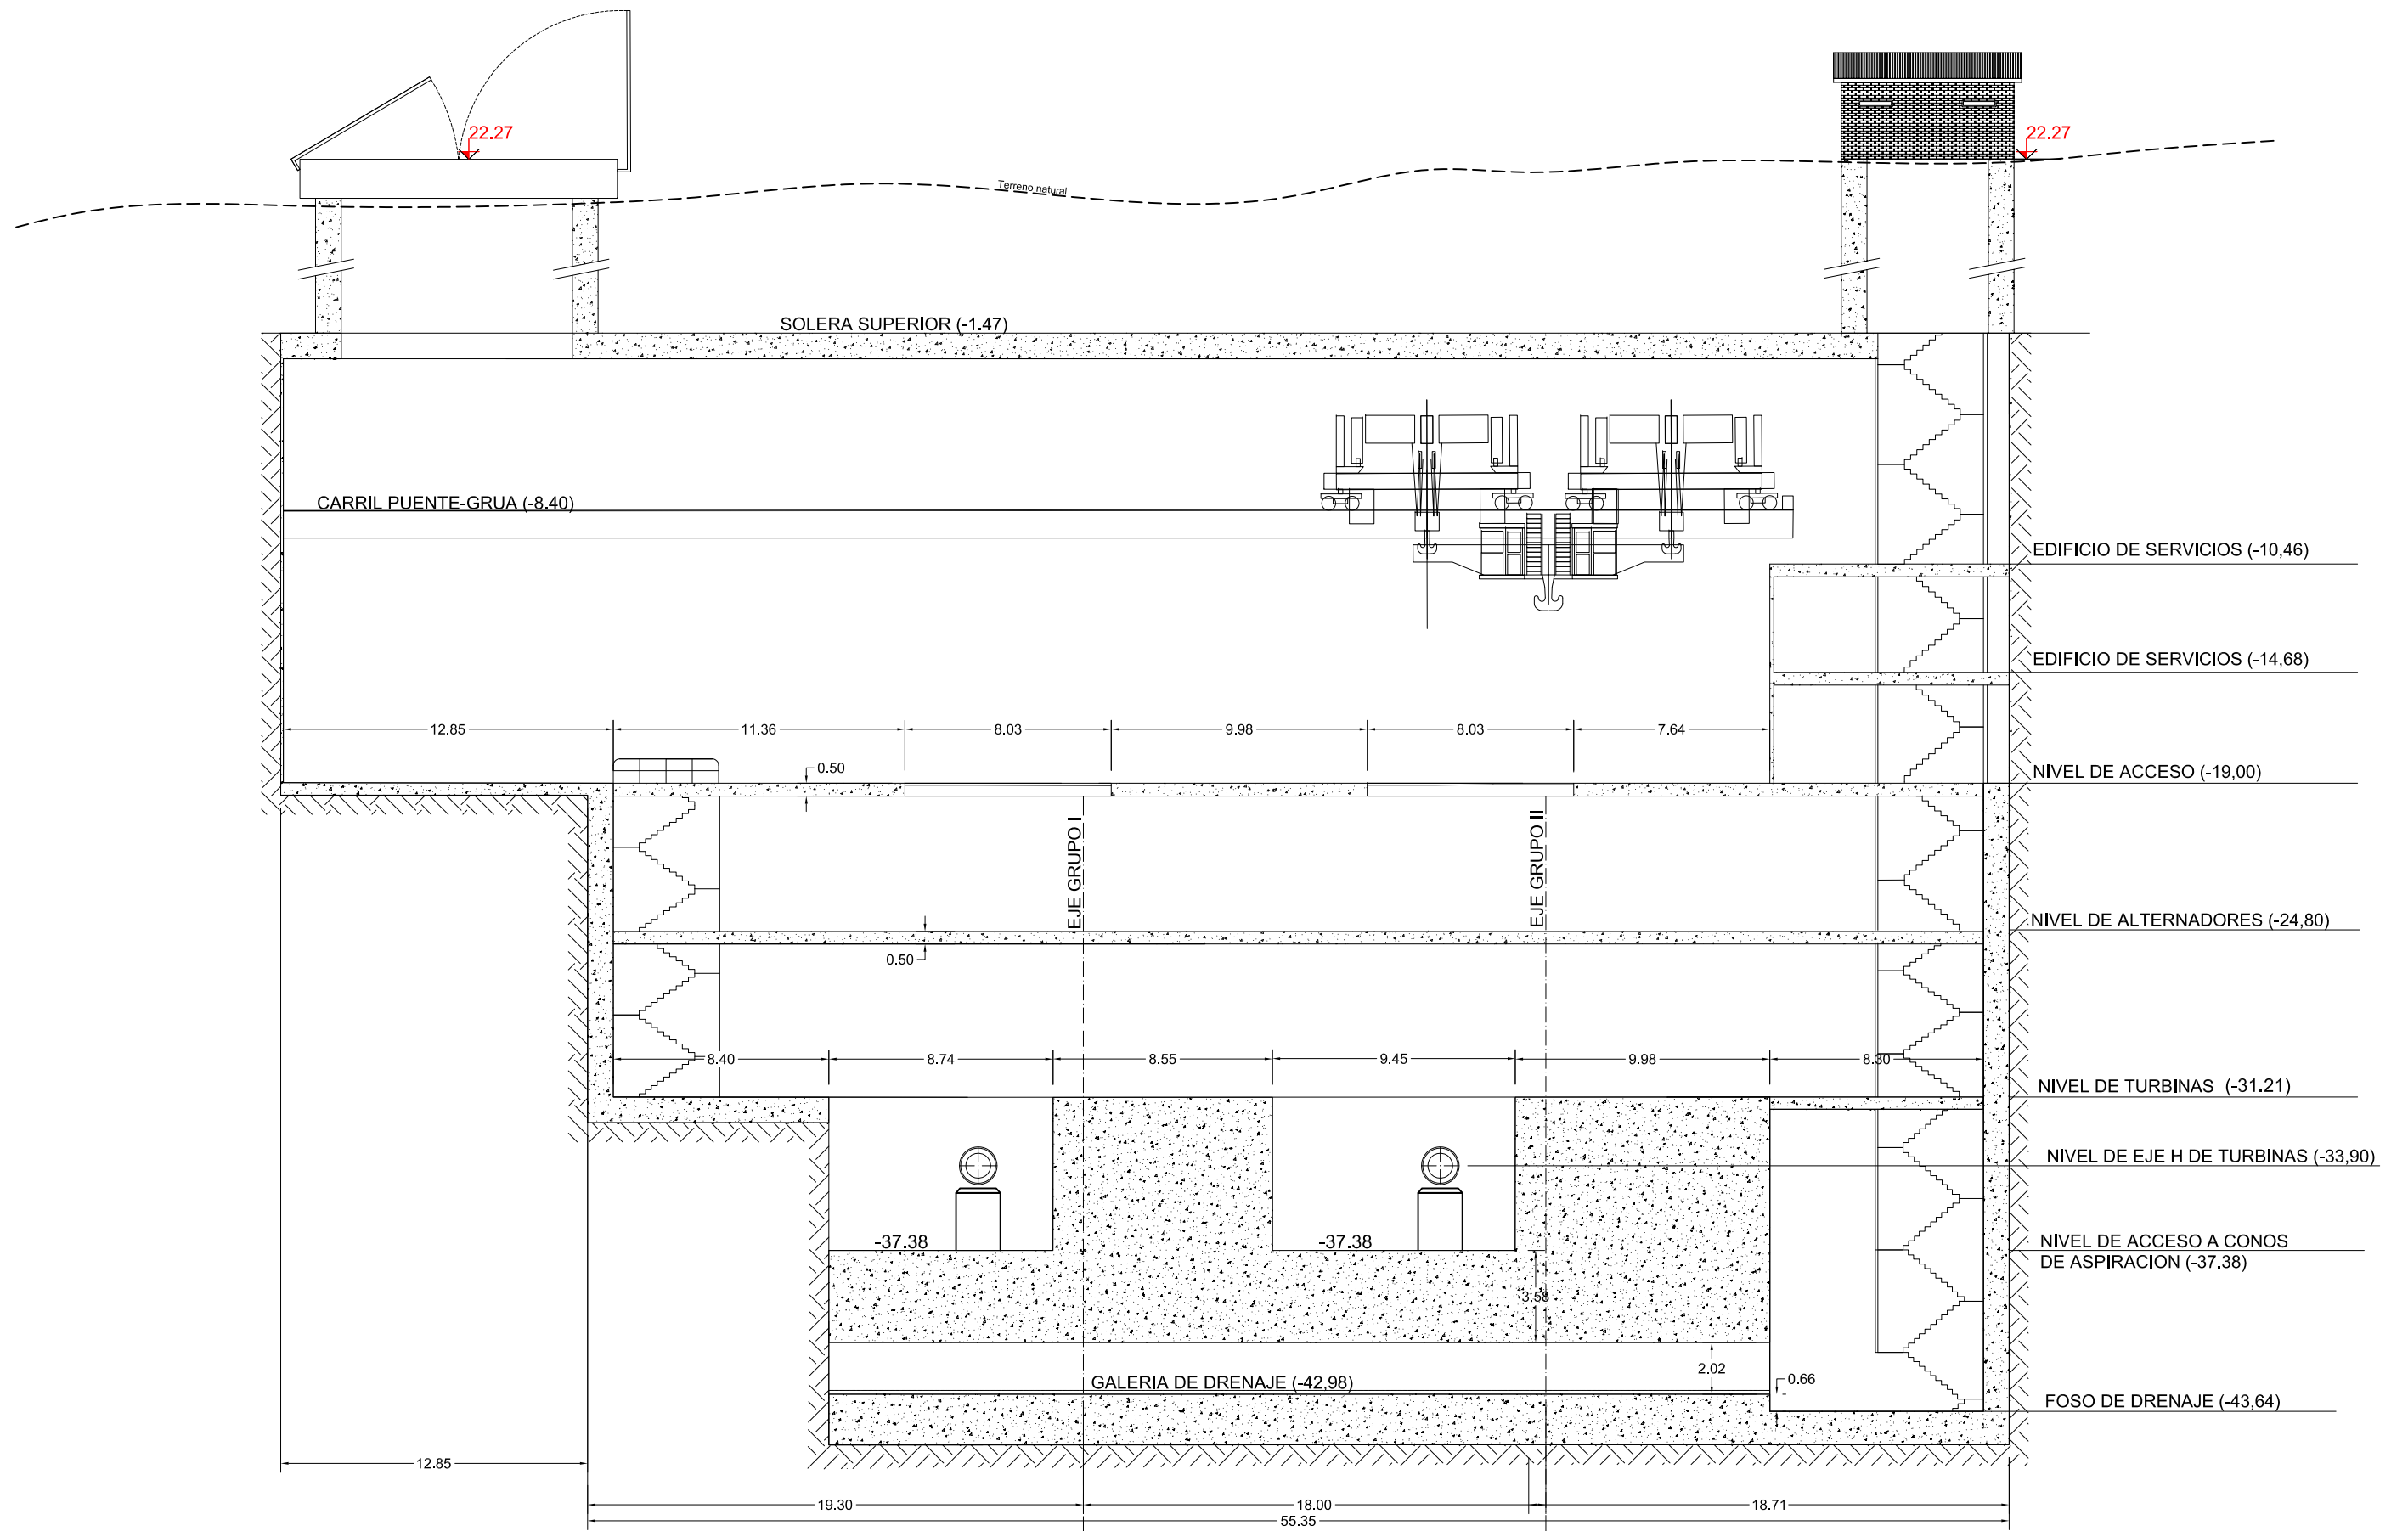 22.27
22.27
Terreno natural
SOLERA SUPERIOR (-1.47)
CARRIL PUENTE-GRUA (-8.40)
EDIFICIO DE SERVICIOS (-10,46)
EDIFICIO DE SERVICIOS (-14,68)
12.85
11.36
8.03
9.98
8.03
7.64
0.50
NIVEL DE ACCESO (-19,00)
EJE GRUPO I
EJE GRUPO II
NIVEL DE ALTERNADORES (-24,80)
0.50
8.40
8.74
8.55
9.45
9.98
8.30
NIVEL DE TURBINAS (-31.21)
NIVEL DE EJE H DE TURBINAS (-33,90)
-37.38
-37.38
NIVEL DE ACCESO A CONOS
DE ASPIRACION (-37.38)
3.58
2.02
GALERIA DE DRENAJE (-42,98)
0.66
FOSO DE DRENAJE (-43,64)
12.85
19.30
18.00
18.71
55.35